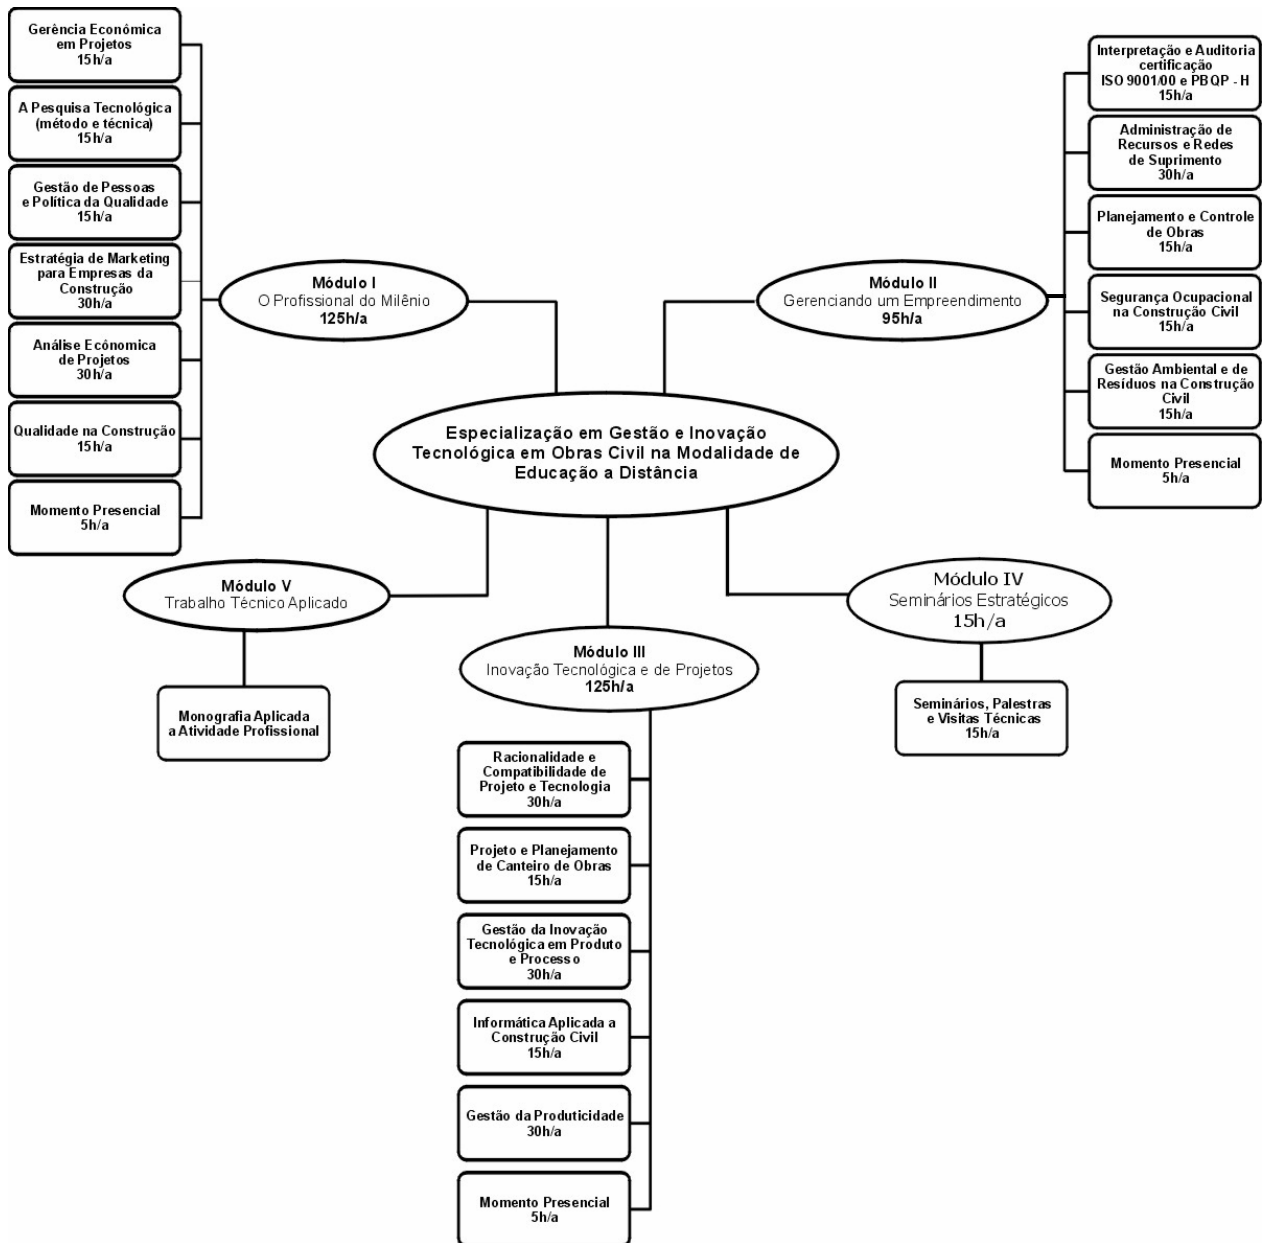 Gerência Econômica
em Projetos
15h/a
A Pesquisa Tecnológica
(método e técnica)
15h/a
Gestão de Pessoas
e Política da Qualidade
15h/a
Estratégia de Marketing
para Empresas da
Construção
30h/a
Análise Ecônomica
de Projetos
30h/a
Qualidade na Construção
15h/a
Momento Presencial
5h/a
Módulo I
O Profissional do Milênio
125h/a
Módulo II
Gerenciando um Empreendimento
95h/a
Interpretação e Auditoria
certificação
ISO 9001/00 e PBQP - H
15h/a
Administração de
Recursos e Redes
de Suprimento
30h/a
Planejamento e Controle
de Obras
15h/a
Segurança Ocupacional
na Construção Civil
15h/a
Gestão Ambiental e de
Resíduos na Construção
Civil
15h/a
Momento Presencial
5h/a
Especialização em Gestão e Inovação
Tecnológica em Obras Civil na Modalidade de
Educação a Distância
Módulo V
Trabalho Técnico Aplicado
Monografia Aplicada
a Atividade Profissional
Módulo III
Inovação Tecnológica e de Projetos
125h/a
Racionalidade e
Compatibilidade de
Projeto e Tecnologia
30h/a
Projeto e Planejamento
de Canteiro de Obras
15h/a
Gestão da Inovação
Tecnológica em Produto
e Processo
30h/a
Informática Aplicada a
Construção Civil
15h/a
Gestão da Produticidade
30h/a
Momento Presencial
5h/a
Módulo IV
Seminários Estratégicos
15h/a
Seminários, Palestras
e Visitas Técnicas
15h/a